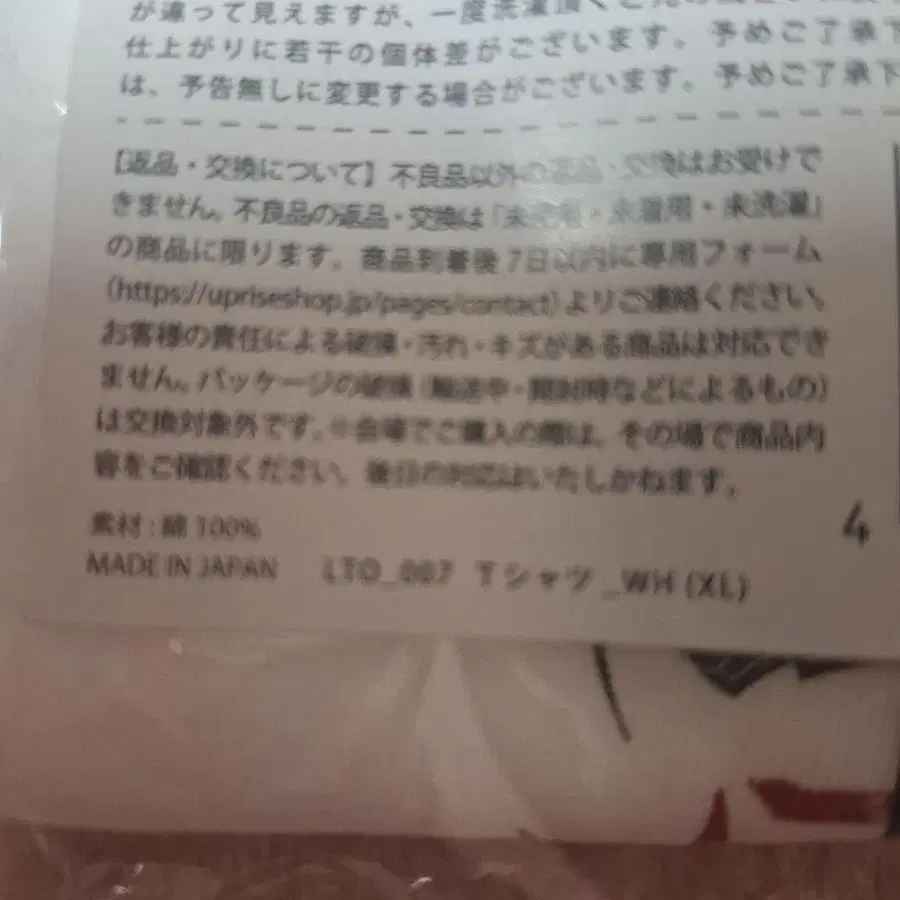 が違って見えますが、一度洗濯頂く
仕上がりに若干の個体差がございます。予めご了承下
は、予告無しに変更する場合がございます。予めご了承下
【返品・交換について】不良品以外の返品・交換はお受けで
きません。不良品の返品・交換は「未使用・未着用・未洗濯」
の商品に限ります。商品到着後7日以内に専用フォーム
(https://upriseshop.jp/pages/contact)よりご連絡ください。
お客様の責任による破損・汚れ・キズがある商品は対応でき
ません。パッケージの破損(輸送中・開封時などによるもの)
は交換対象外です。※会場でご購入の際は、その場で商品内
容をご確認ください。後日の対応はいたしかねます。
素材:綿100%
4
MADE IN JAPAN LTO_007 Tシャツ_WH (XL)